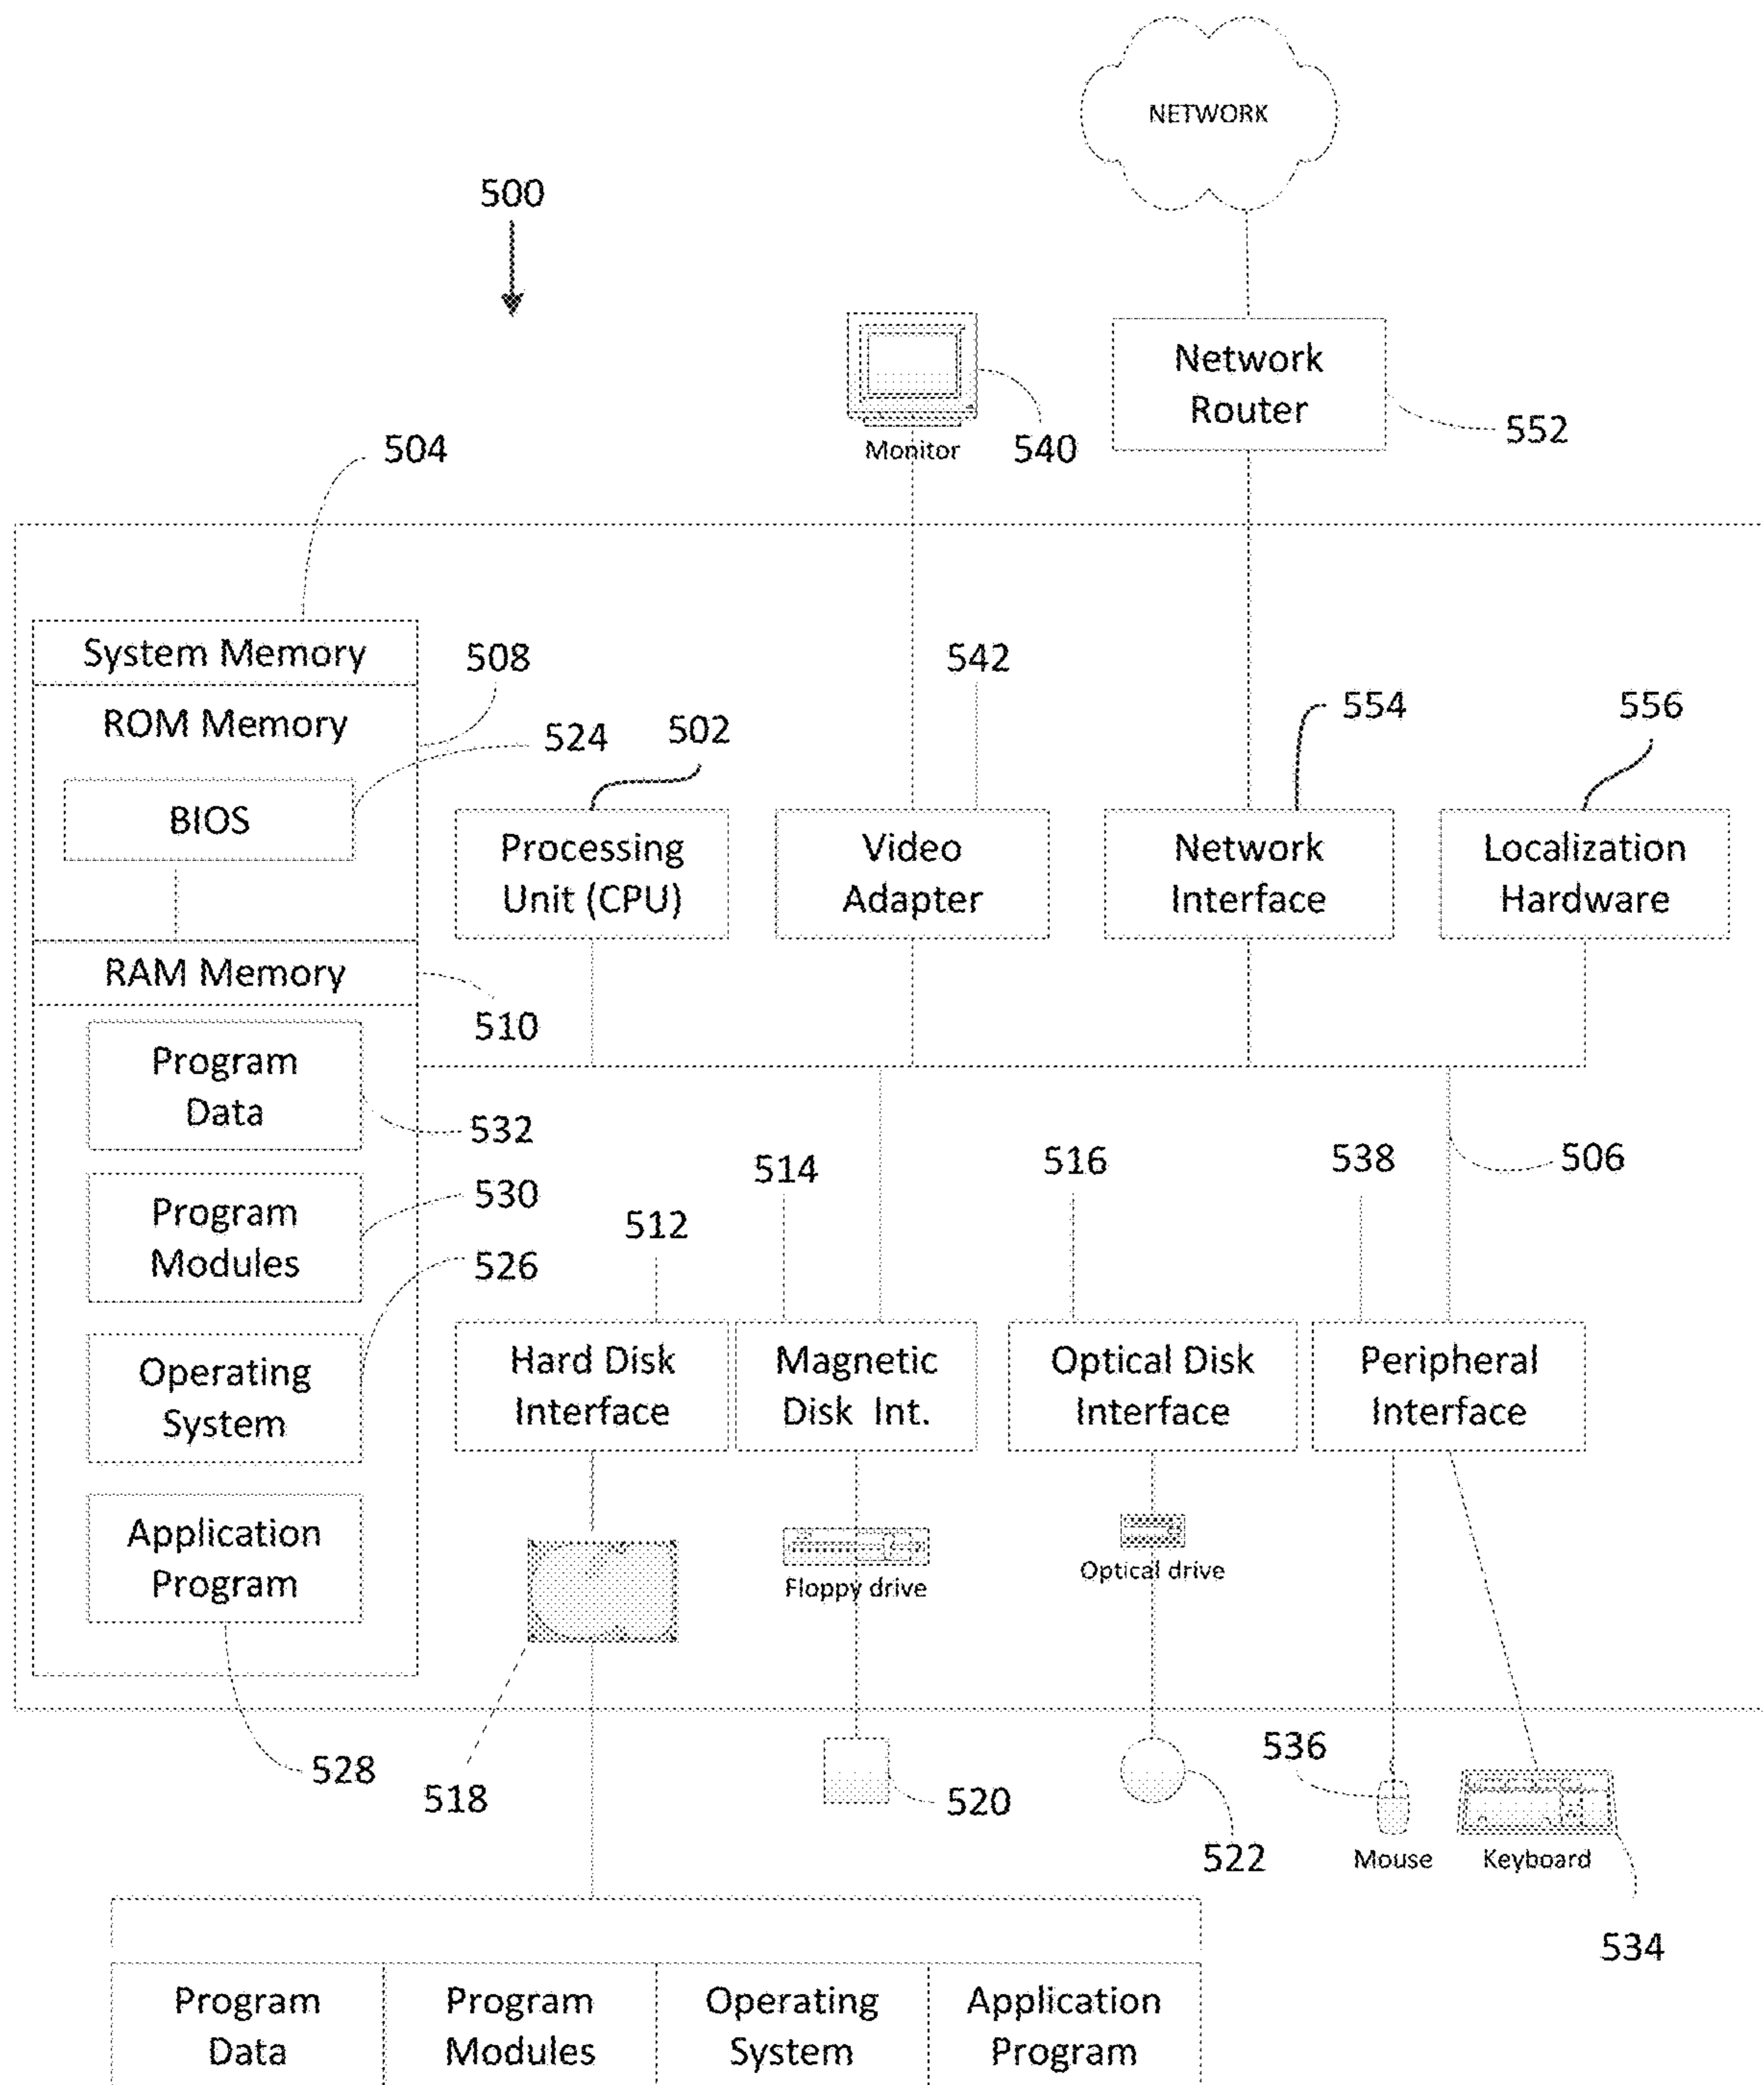 NETWORK
500
Network
Router
552
Monitor
540
504
System Memory
508
542
ROM Memory
524
502
554
556
BIOS
Processing
Unit (CPU)
Video
Adapter
Network
Interface
Localization
Hardware
RAM Memory
510
Program
Data
532
514
516
538
506
Program
Modules
530
512
526
Operating
System
Hard Disk
Interface
Magnetic
Disk Int.
Optical Disk
Interface
Peripheral
Interface
Application
Program
Floppy drive
Optical drive
528
518
520
522
536
Mouse
Keyboard
534
Program
Data
Program
Modules
Operating
System
Application
Program